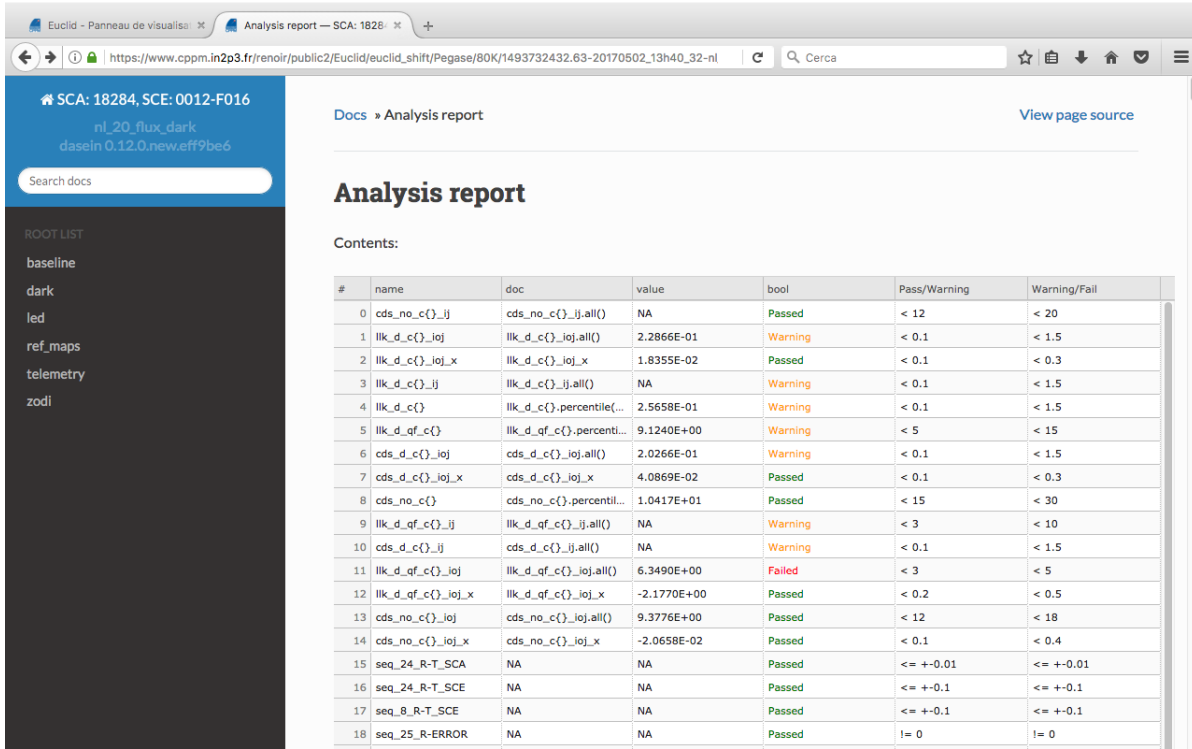 Euclid - Panneau de visualisat
Analysis report — SCA: 1828
https://www.cppm.in2p3.fr/renoir/public2/Euclid/euclid_shift/Pegase/80K/1493732432.63-20170502_13h40_32-nl
Cerca
SCA: 18284, SCE: 0012-F016
nl_20_flux_dark
dasein 0.12.0.new.eff9be6
Search docs
ROOT LIST
baseline
dark
led
ref_maps
telemetry
zodi
Docs » Analysis report
View page source
Analysis report
Contents:
# name doc value bool Pass/Warning Warning/Fail
0 cds_no_c{}_ij cds_no_c{}_ij.all() NA Passed < 12 < 20
1 llk_d_c{}_ioj llk_d_c{}_ioj.all() 2.2866E-01 Warning < 0.1 < 1.5
2 llk_d_c{}_ioj_x llk_d_c{}_ioj_x 1.8355E-02 Passed < 0.1 < 0.3
3 llk_d_c{}_ij llk_d_c{}_ij.all() NA Warning < 0.1 < 1.5
4 llk_d_c{} llk_d_c{}.percentile(... 2.5658E-01 Warning < 0.1 < 1.5
5 llk_d_qf_c{} llk_d_qf_c{}.percenti... 9.1240E+00 Warning < 5 < 15
6 cds_d_c{}_ioj cds_d_c{}_ioj.all() 2.0266E-01 Warning < 0.1 < 1.5
7 cds_d_c{}_ioj_x cds_d_c{}_ioj_x 4.0869E-02 Passed < 0.1 < 0.3
8 cds_no_c{} cds_no_c{}.percentil... 1.0417E+01 Passed < 15 < 30
9 llk_d_qf_c{}_ij llk_d_qf_c{}_ij.all() NA Warning < 3 < 10
10 cds_d_c{}_ij cds_d_c{}_ij.all() NA Warning < 0.1 < 1.5
11 llk_d_qf_c{}_ioj llk_d_qf_c{}_ioj.all() 6.3490E+00 Failed < 3 < 5
12 llk_d_qf_c{}_ioj_x llk_d_qf_c{}_ioj_x -2.1770E+00 Passed < 0.2 < 0.5
13 cds_no_c{}_ioj cds_no_c{}_ioj.all() 9.3776E+00 Passed < 12 < 18
14 cds_no_c{}_ioj_x cds_no_c{}_ioj_x -2.0658E-02 Passed < 0.1 < 0.4
15 seq_24_R-T_SCA NA NA Passed <= +-0.01 <= +-0.01
16 seq_24_R-T_SCE NA NA Passed <= +-0.1 <= +-0.1
17 seq_8_R-T_SCE NA NA Passed <= +-0.1 <= +-0.1
18 seq_25_R-ERROR NA NA Passed != 0 != 0